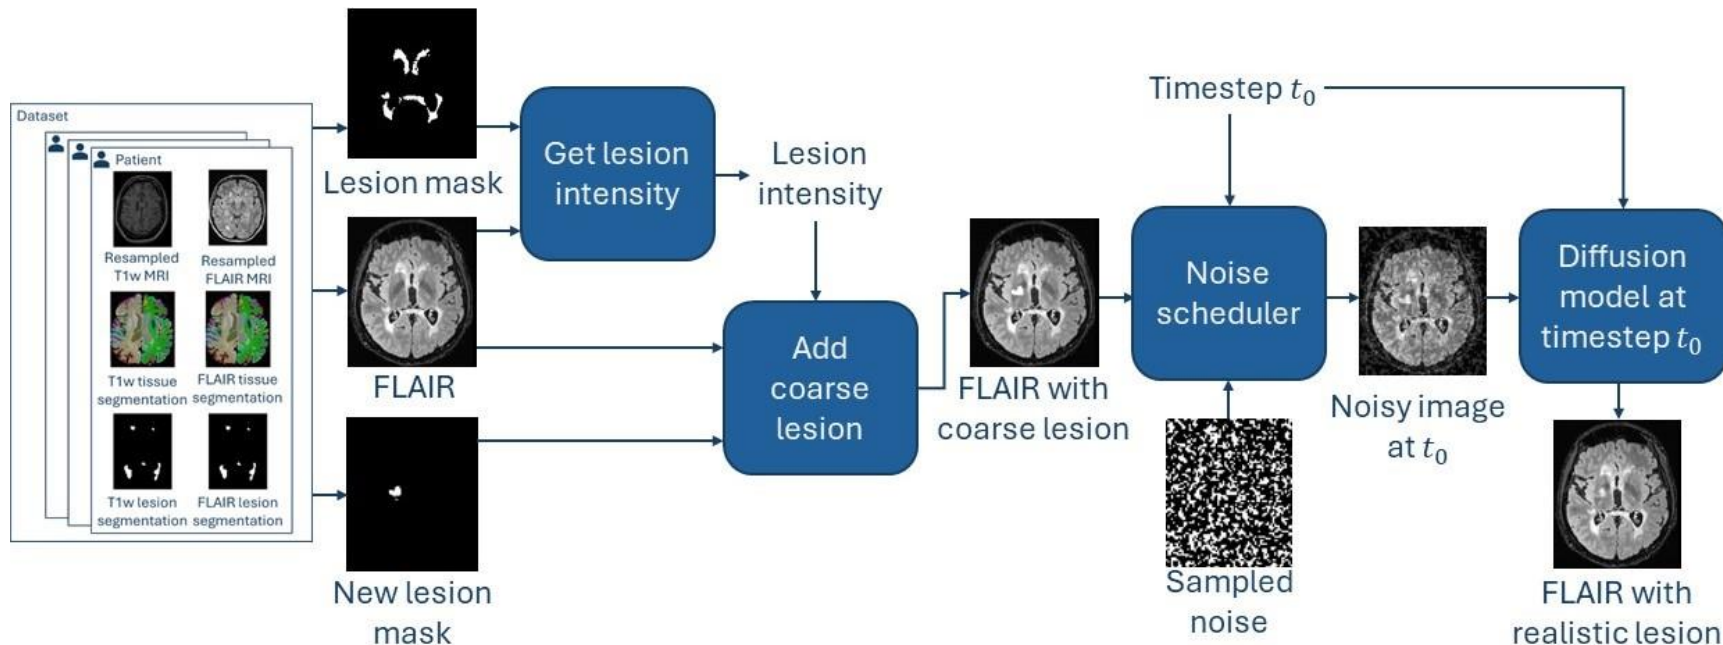 Dataset
Patient
Resampled
T1w MRI
Resampled
FLAIR MRI
T1w tissue
segmentation
FLAIR tissue
segmentation
T1w lesion
segmentation
FLAIR lesion
segmentation
Lesion mask
FLAIR
New lesion
mask
Get lesion
intensity
Lesion
intensity
Add
coarse
lesion
FLAIR with
coarse lesion
Timestep t₀
Noise
scheduler
Sampled
noise
Noisy image
at t₀
Diffusion
model at
timestep t₀
FLAIR with
realistic lesion